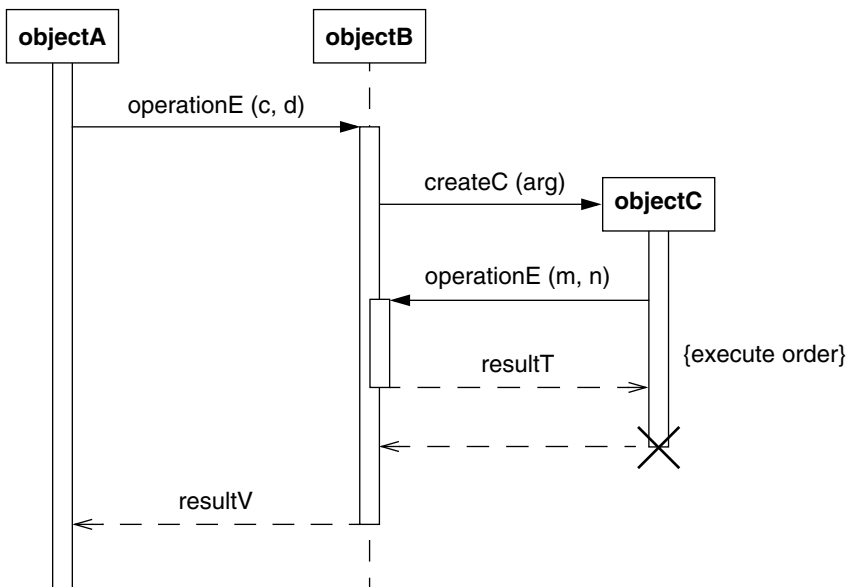 objectA
objectB
operationE (c, d)
createC (arg)
objectC
operationE (m, n)
{execute order}
resultT
resultV